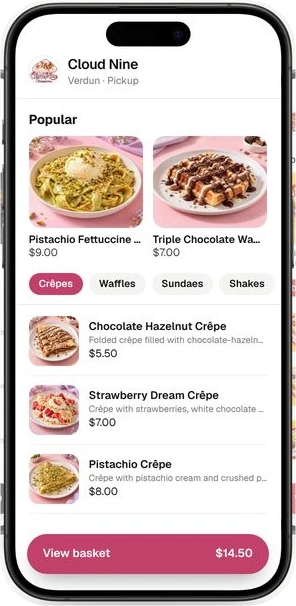 Cloud Nine
Verdun · Pickup
Popular
Pistachio Fettuccine ...
$9.00
Triple Chocolate Wa...
$7.00
Crêpes
Waffles
Sundaes
Shakes
Chocolate Hazelnut Crêpe
Folded crêpe filled with chocolate-hazeln...
$5.50
Strawberry Dream Crêpe
Crêpe with strawberries, white chocolate ...
$7.00
Pistachio Crêpe
Crêpe with pistachio cream and crushed p...
$8.00
View basket
$14.50